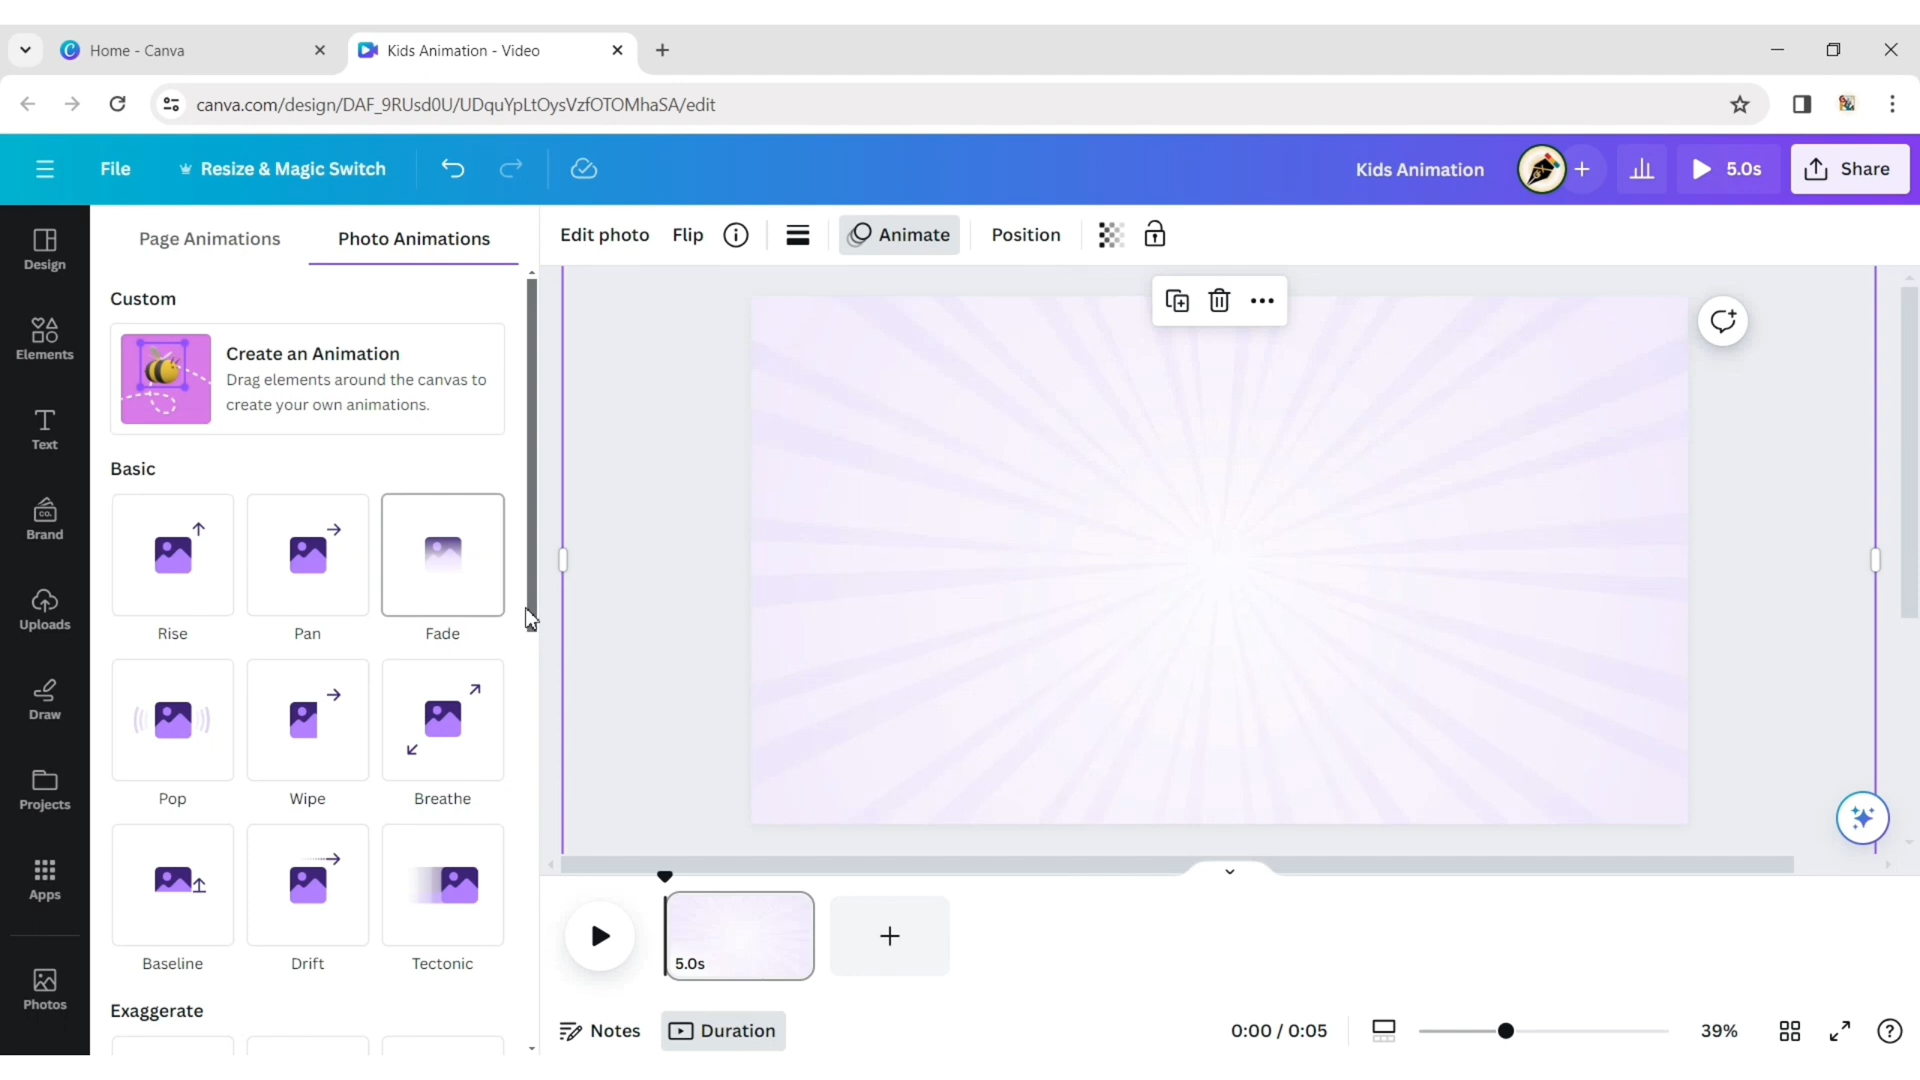 Home - Canva
Kids Animation - Video
canva.com/design/DAF_9RUsd0U/UDquYpLtOysVzfOTOMhaSA/edit
File
Resize & Magic Switch
Kids Animation
5.0s
Share
Design
Elements
Text
Brand
Uploads
Draw
Projects
Apps
Photos
Page Animations
Photo Animations
Custom
Create an Animation
Drag elements around the canvas to
create your own animations.
Basic
Rise
Pan
Fade
Pop
Wipe
Breathe
Baseline
Drift
Tectonic
Exaggerate
Edit photo
Flip
Animate
Position
5.0s
Notes
Duration
0:00 / 0:05
39%